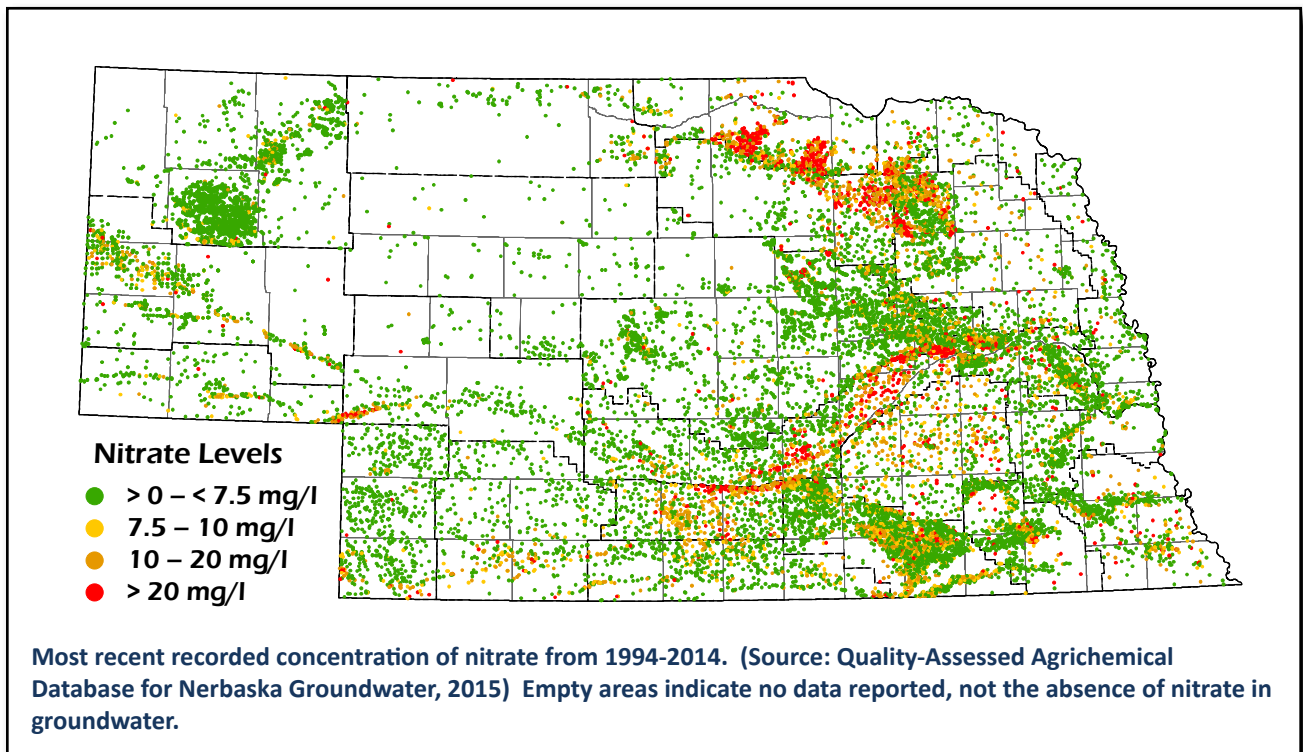 Nitrate Levels
> 0 – < 7.5 mg/l
7.5 – 10 mg/l
10 – 20 mg/l
> 20 mg/l
Most recent recorded concentration of nitrate from 1994-2014. (Source: Quality-Assessed Agrichemical
Database for Nerbaska Groundwater, 2015) Empty areas indicate no data reported, not the absence of nitrate in
groundwater.